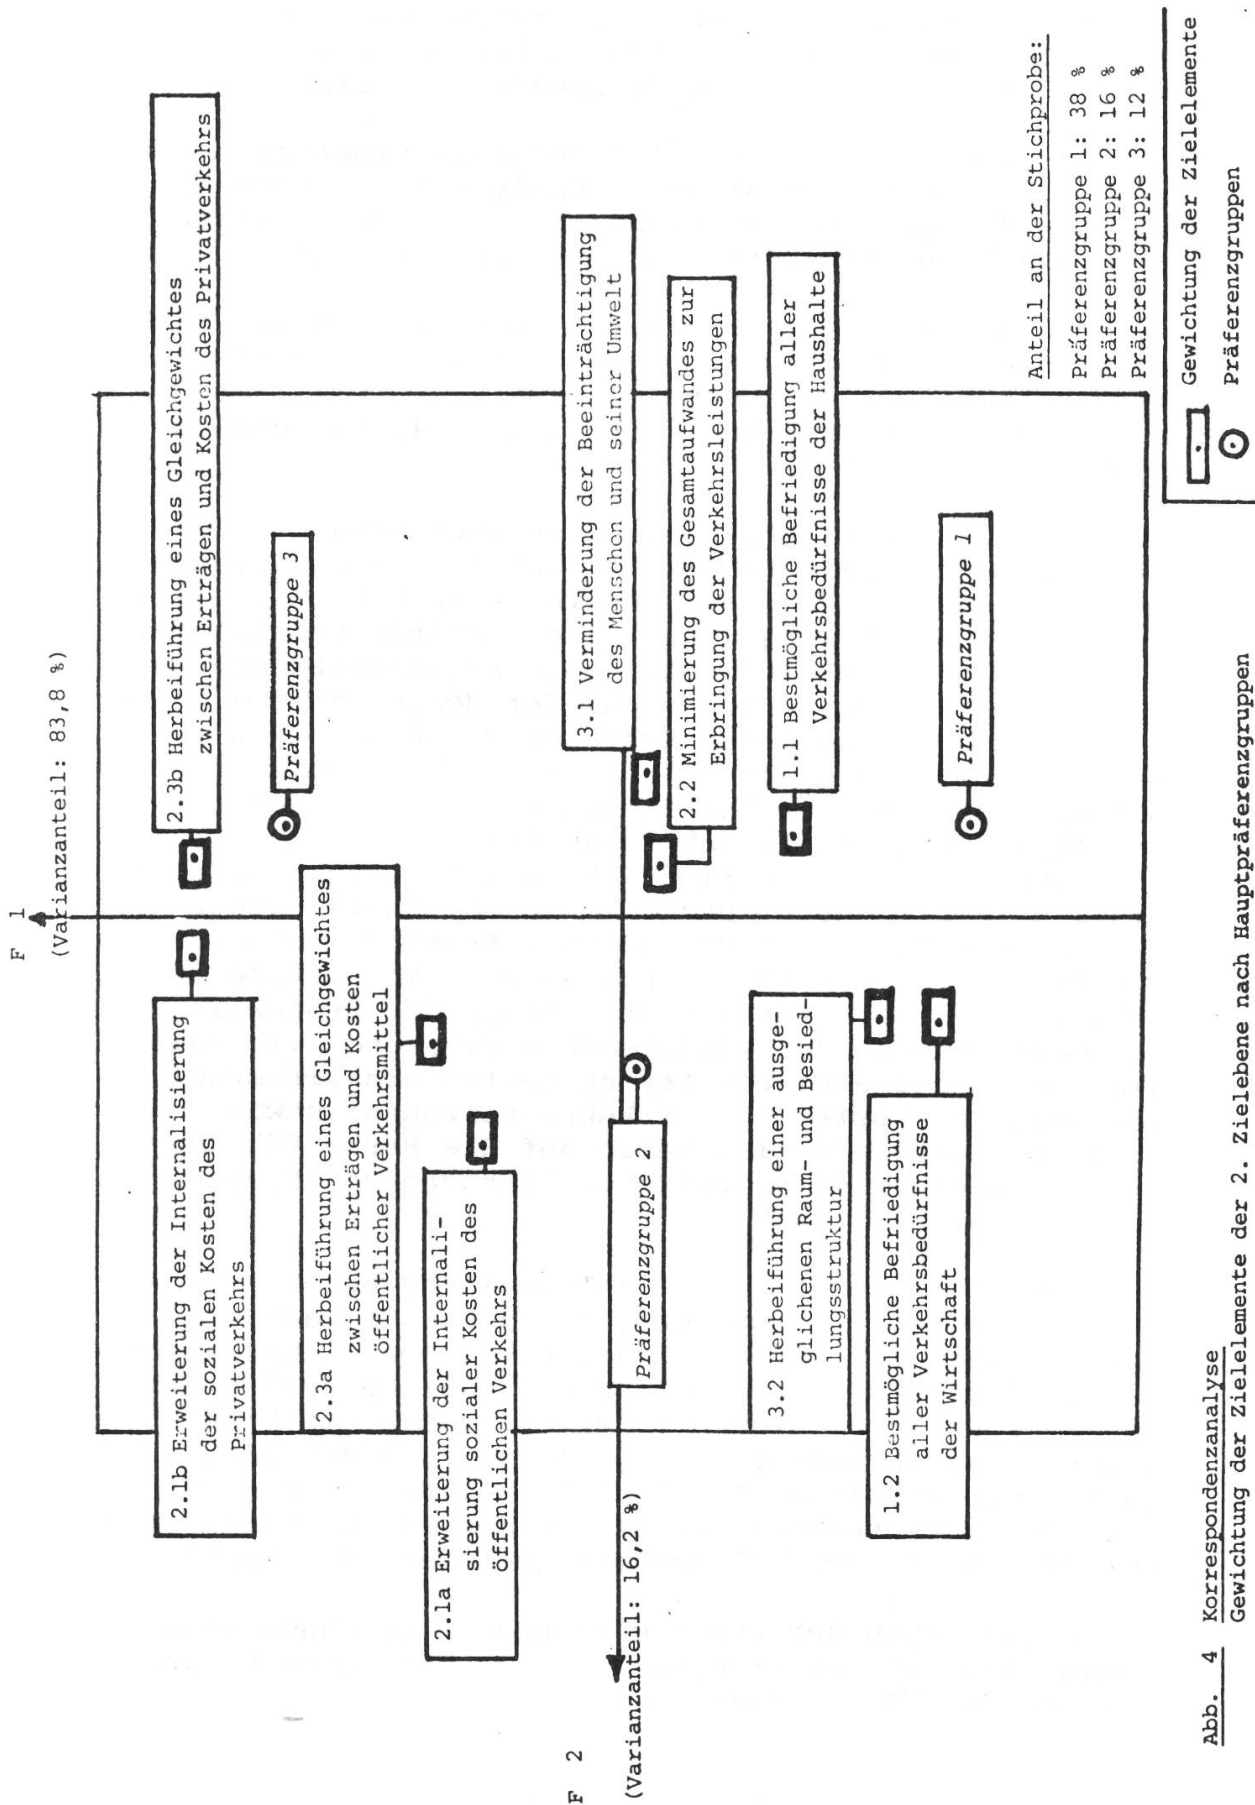 F 1
(Varianzanteil: 83,8 %)
2.1b Erweiterung der Internalisierung
der sozialen Kosten des
Privatverkehrs
2.3b Herbeiführung eines Gleichgewichtes
zwischen Erträgen und Kosten des Privatverkehrs
Präferenzgruppe 3
2.3a Herbeiführung eines Gleichgewichtes
zwischen Erträgen und Kosten
öffentlicher Verkehrsmittel
2.1a Erweiterung der Internali-
sierung sozialer Kosten des
öffentlichen Verkehrs
3.1 Verminderung der Beeinträchtigung
des Menschen und seiner Umwelt
F 2
(Varianzanteil: 16,2 %)
Präferenzgruppe 2
2.2 Minimierung des Gesamtaufwandes zur
Erbringung der Verkehrsleistungen
1.1 Bestmögliche Befriedigung aller
Verkehrsbedürfnisse der Haushalte
3.2 Herbeiführung einer ausge-
glichenen Raum- und Besied-
lungsstruktur
1.2 Bestmögliche Befriedigung
aller Verkehrsbedürfnisse
der Wirtschaft
Präferenzgruppe 1
Anteil an der Stichprobe:
Präferenzgruppe 1: 38 %
Präferenzgruppe 2: 16 %
Präferenzgruppe 3: 12 %
Gewichtung der Zielelemente
Präferenzgruppen
Abb. 4 Korrespondenzanalyse
Gewichtung der Zielelemente der 2. Zielebene nach Hauptpräferenzgruppen